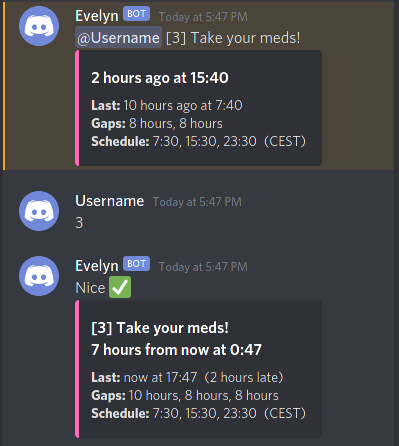 Evelyn BOT Today at 5:47 PM
@Username [3] Take your meds!
2 hours ago at 15:40
Last: 10 hours ago at 7:40
Gaps: 8 hours, 8 hours
Schedule: 7:30, 15:30, 23:30 (CEST)
Username Today at 5:47 PM
3
Evelyn BOT Today at 5:47 PM
Nice ✅
[3] Take your meds!
7 hours from now at 0:47
Last: now at 17:47 (2 hours late)
Gaps: 10 hours, 8 hours, 8 hours
Schedule: 7:30, 15:30, 23:30 (CEST)